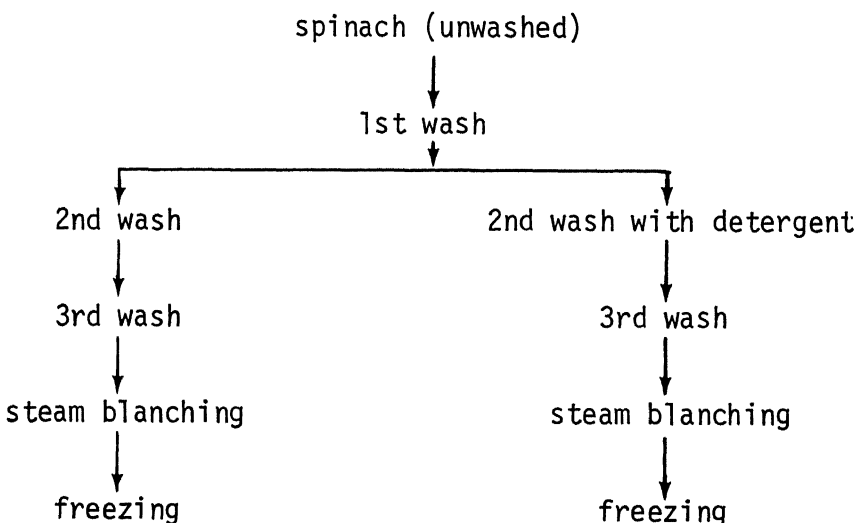 spinach (unwashed)
1st wash
2nd wash
2nd wash with detergent
3rd wash
3rd wash
steam blanching
steam blanching
freezing
freezing